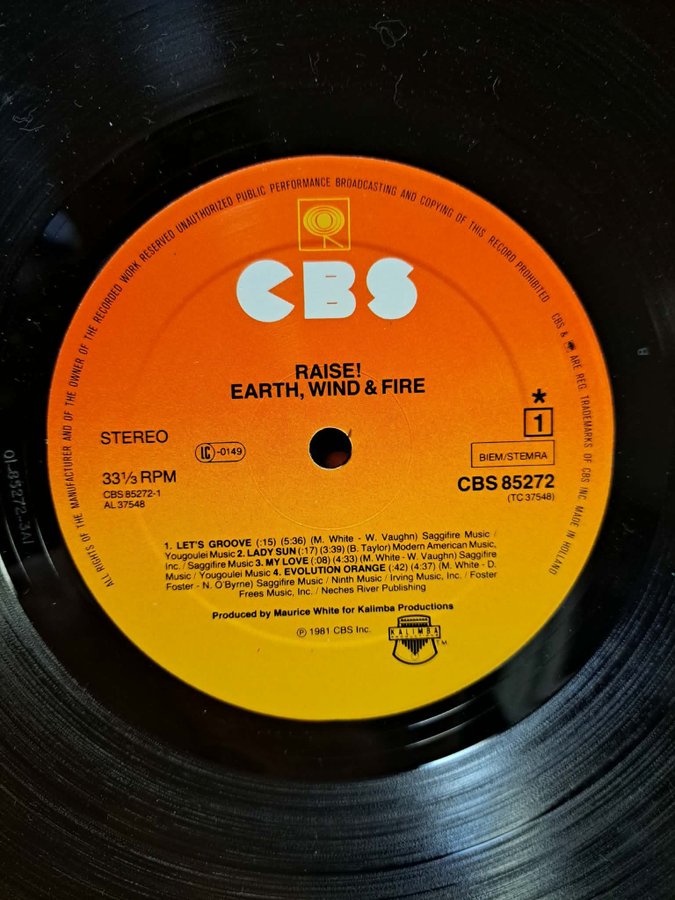 ALL RIGHTS OF THE MANUFACTURER AND OF THE OWNER OF THE RECORDED WORK RESERVED UNAUTHORIZED PUBLIC PERFORMANCE BROADCASTING AND COPYING OF THIS RECORD PROHIBITED CBS & ARE REG. TRADEMARKS OF CBS INC. MADE IN HOLLAND
CBS
RAISE!
EARTH, WIND & FIRE
*
1
STEREO
LC -0149
BIEM/STEMRA
33⅓ RPM
CBS 85272
CBS 85272-1
(TC 37548)
AL 37548
1. LET'S GROOVE (:15) (5:36) (M. White - W. Vaughn) Saggifire Music /
Yougoulei Music 2. LADY SUN (:17) (3:39) (B. Taylor) Modern American Music,
Inc. / Saggifire Music 3. MY LOVE (:08) (4:33) (M. White - W. Vaughn) Saggifire
Music / Yougoulei Music 4. EVOLUTION ORANGE (:42) (4:37) (M. White - D.
Foster - N. O'Byrne) Saggifire Music / Ninth Music / Irving Music, Inc. / Foster
Frees Music, Inc. / Neches River Publishing
Produced by Maurice White for Kalimba Productions
℗ 1981 CBS Inc.
KALIMBA
TM
01-85272-3A1